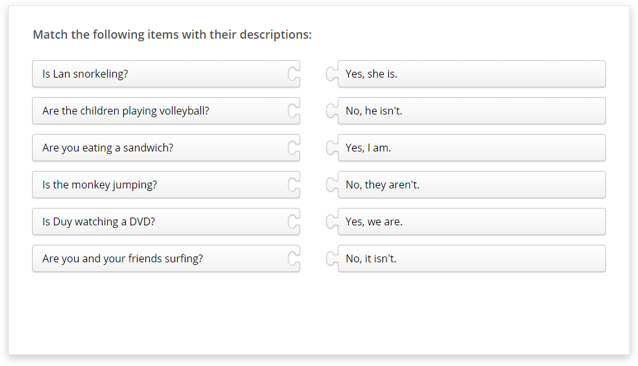 Match the following items with their descriptions:
Is Lan snorkeling?
Yes, she is.
Are the children playing volleyball?
No, he isn't.
Are you eating a sandwich?
Yes, I am.
Is the monkey jumping?
No, they aren't.
Is Duy watching a DVD?
Yes, we are.
Are you and your friends surfing?
No, it isn't.